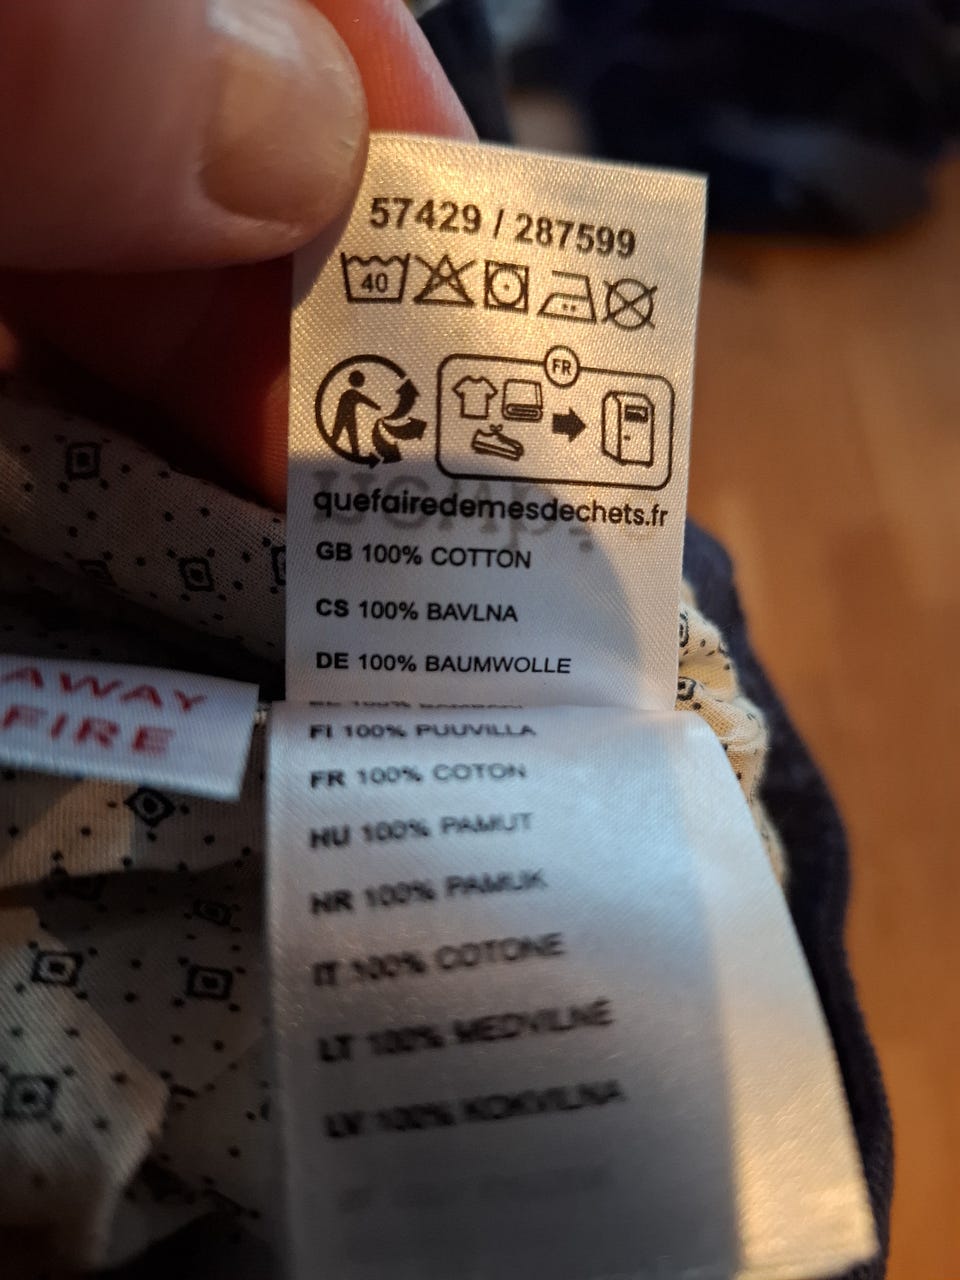 57429 / 287599
40
FR
quefairedemesdechets.fr
GB 100% COTTON
CS 100% BAVLNA
DE 100% BAUMWOLLE
FI 100% PUUVILLA
FR 100% COTON
HU 100% PAMUT
HR 100% PAMUK
IT 100% COTONE
LT 100% MEDVILNĖ
LV 100% KOKVILNA
AWAY
FIRE